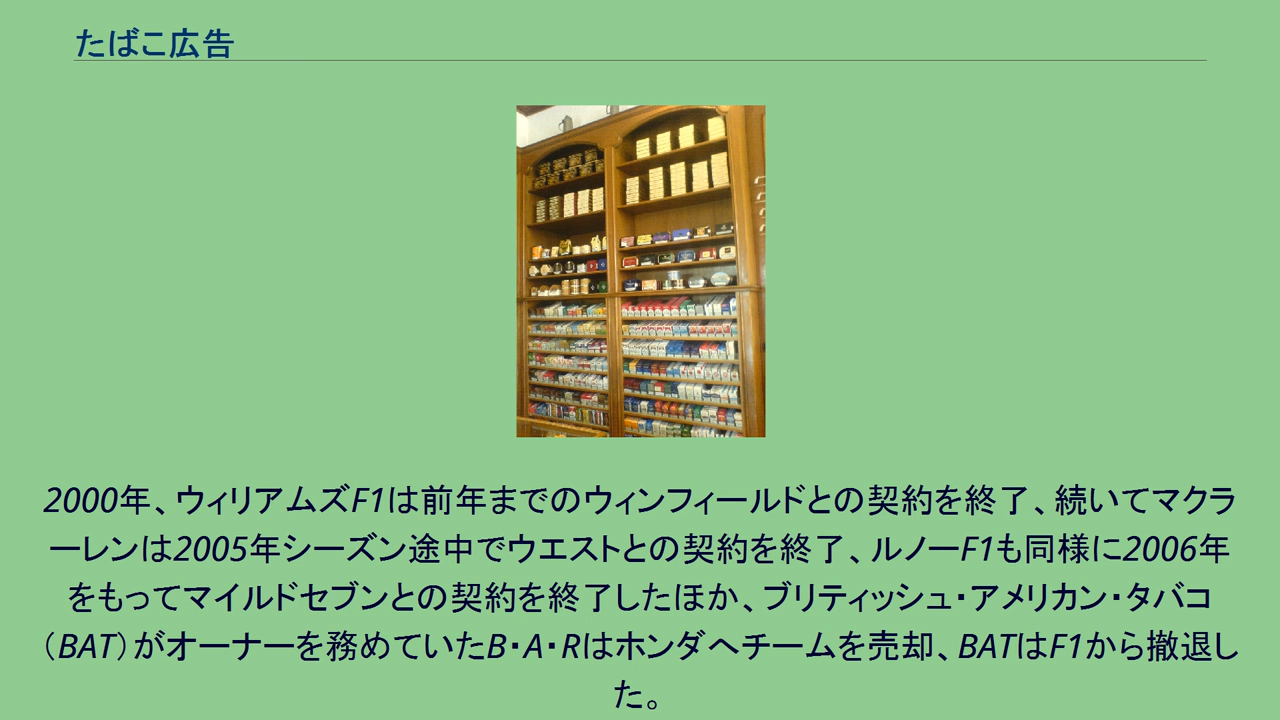 たばこ広告
2000年、ウィリアムズF1は前年までのウィンフィールドとの契約を終了、続いてマクラ
ーレンは2005年シーズン途中でウエストとの契約を終了、ルノーF1も同様に2006年
をもってマイルドセブンとの契約を終了したほか、ブリティッシュ・アメリカン・タバコ
（BAT）がオーナーを務めていたB・A・Rはホンダへチームを売却、BATはF1から撤退し
た。